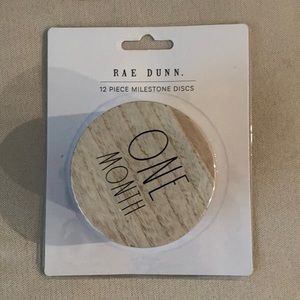 RAE DUNN.
12 PIECE MILESTONE DISCS
ONE
MONTH